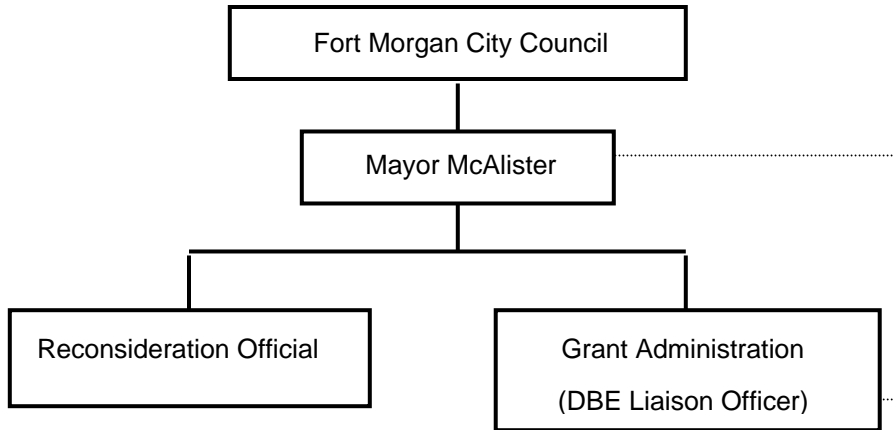 Fort Morgan City Council
Mayor McAlister
Reconsideration Official
Grant Administration
(DBE Liaison Officer)